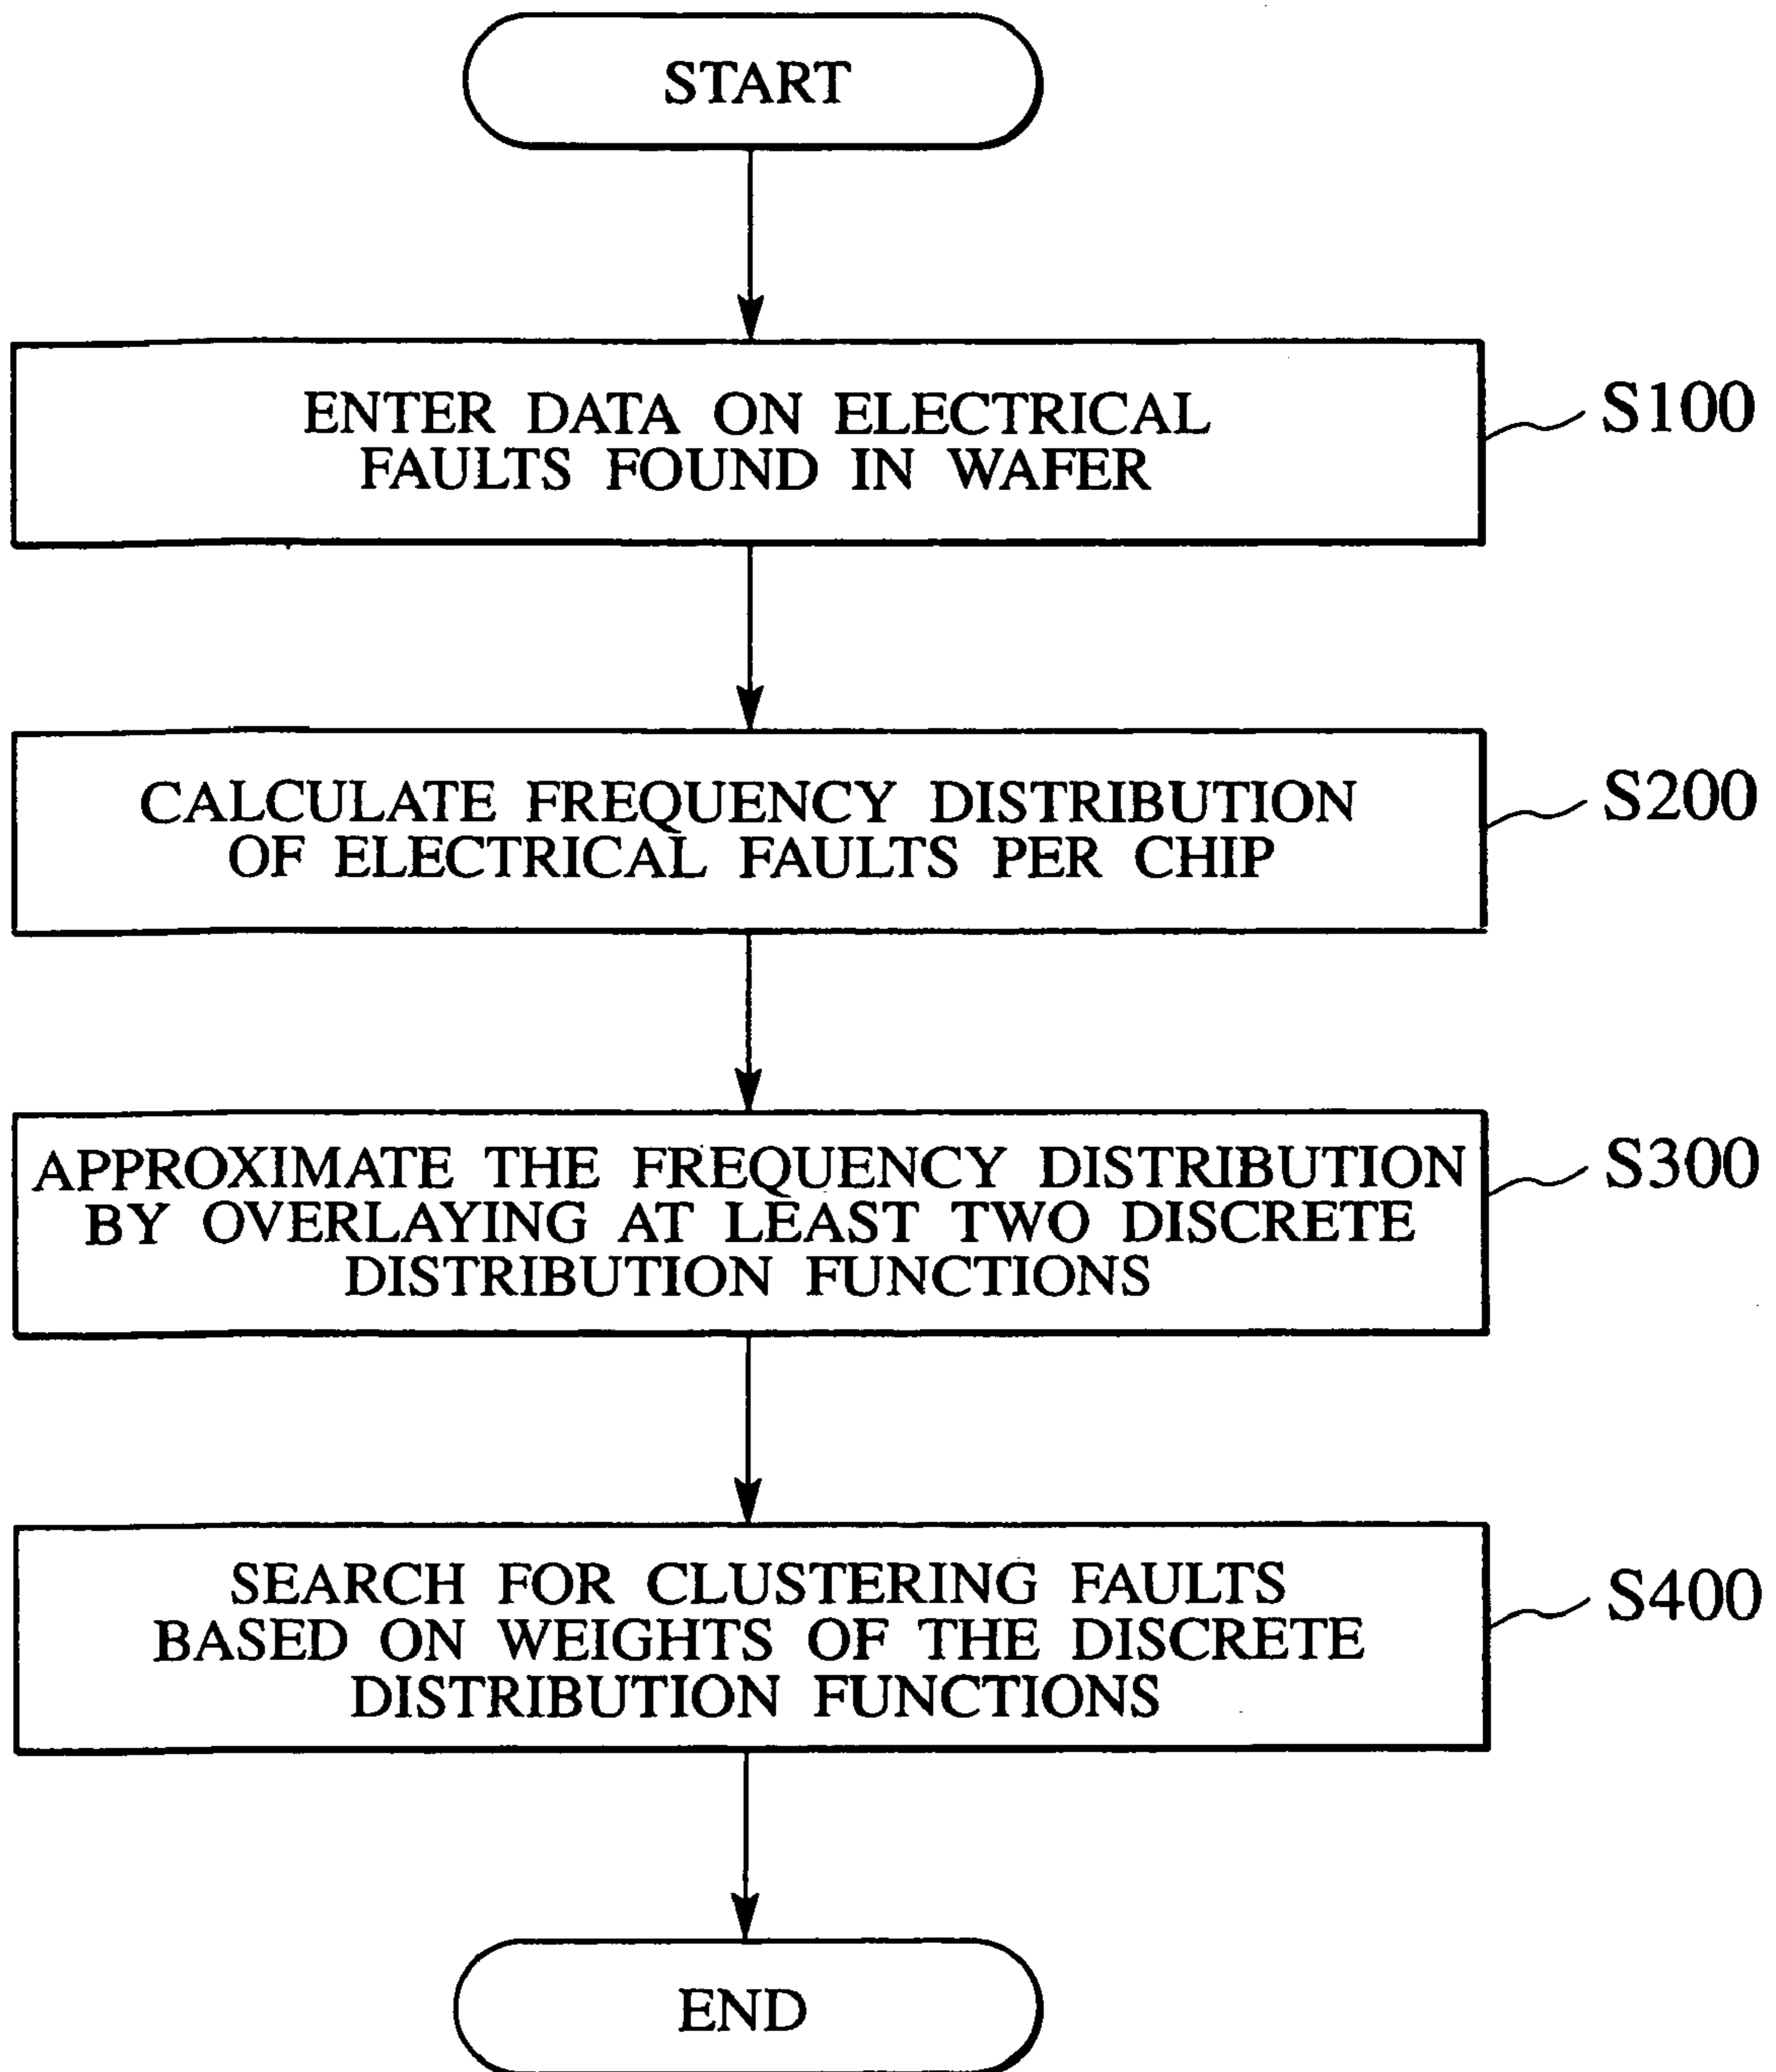 START
ENTER DATA ON ELECTRICAL
FAULTS FOUND IN WAFER
S100
CALCULATE FREQUENCY DISTRIBUTION
OF ELECTRICAL FAULTS PER CHIP
S200
APPROXIMATE THE FREQUENCY DISTRIBUTION
BY OVERLAYING AT LEAST TWO DISCRETE
DISTRIBUTION FUNCTIONS
S300
SEARCH FOR CLUSTERING FAULTS
BASED ON WEIGHTS OF THE DISCRETE
DISTRIBUTION FUNCTIONS
S400
END